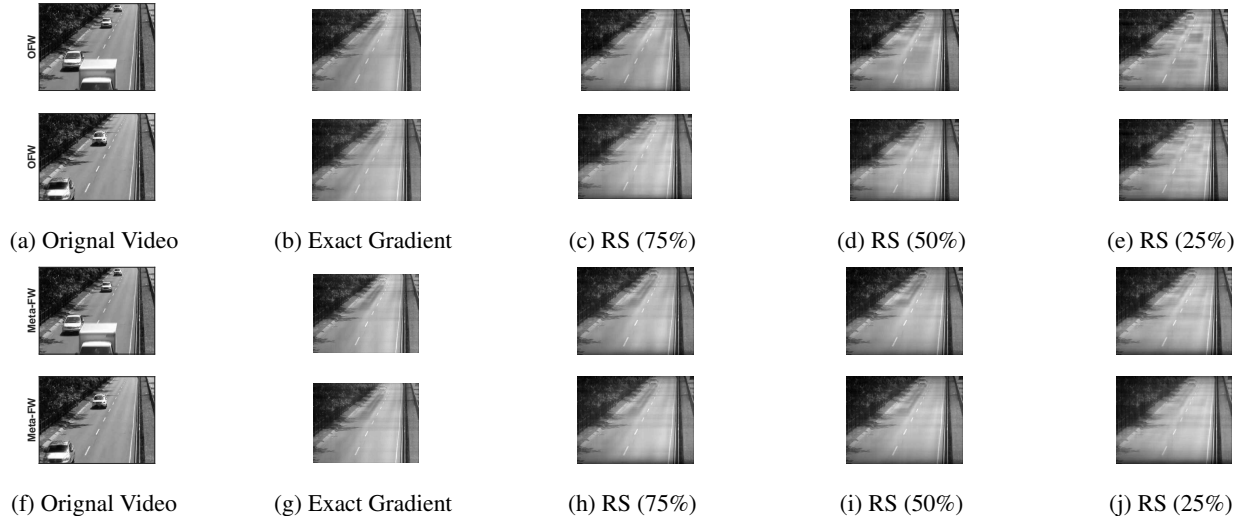 OFW
OFW
(a) Orignal Video (b) Exact Gradient (c) RS (75%) (d) RS (50%) (e) RS (25%)
Meta-FW
Meta-FW
(f) Orignal Video (g) Exact Gradient (h) RS (75%) (i) RS (50%) (j) RS (25%)